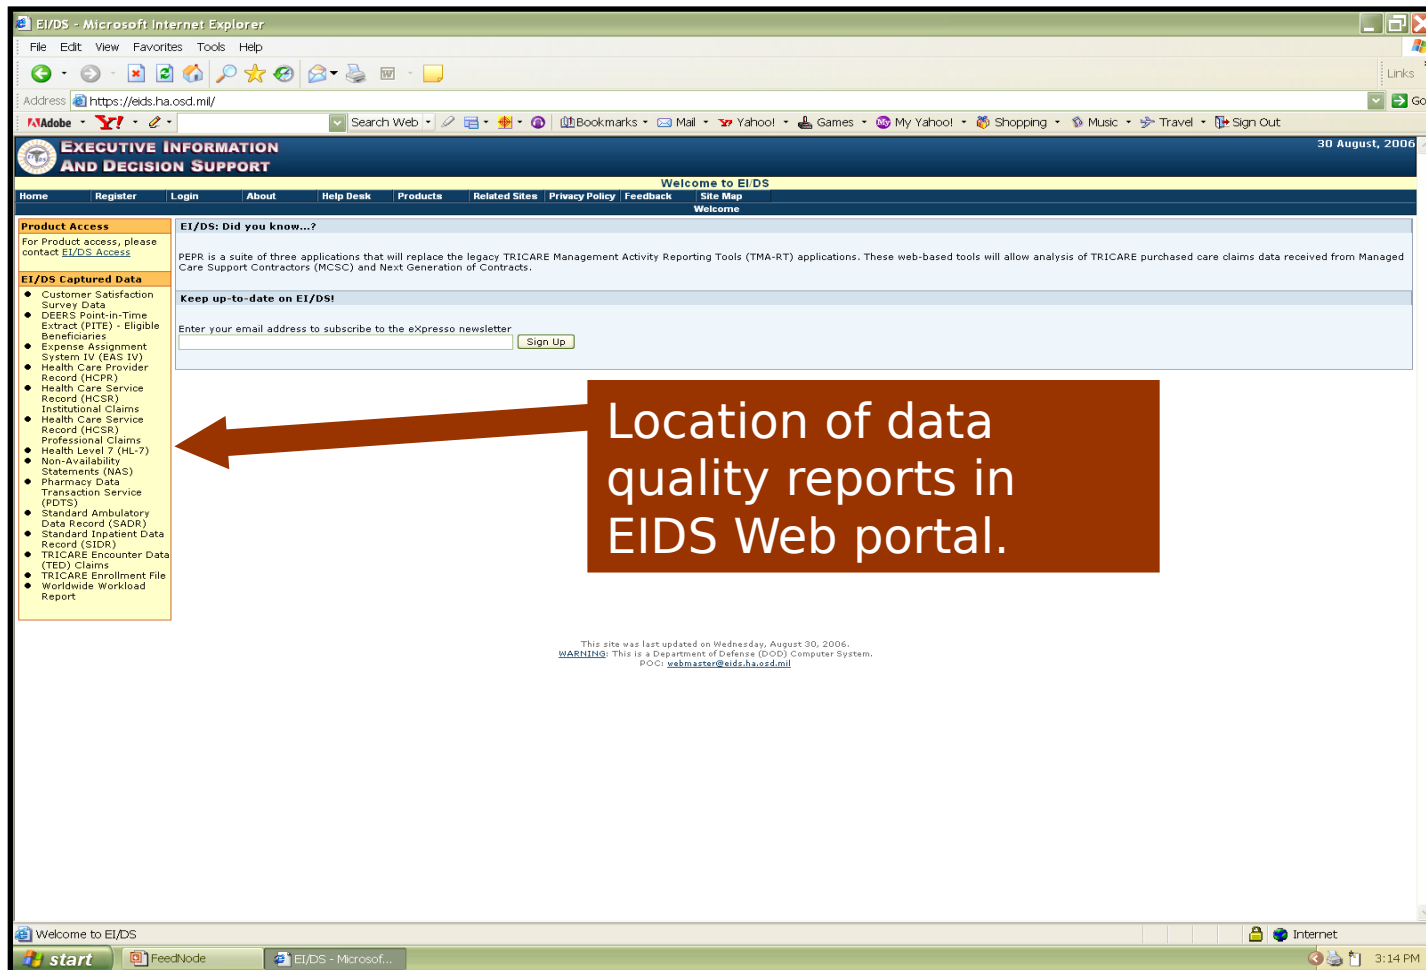 EI/DS - Microsoft Internet Explorer
File Edit View Favorites Tools Help
Links
Address https://eids.ha.osd.mil/ Go
Adobe Y! Search Web Bookmarks Mail Yahoo! Games My Yahoo! Shopping Music Travel Sign Out
EXECUTIVE INFORMATION
AND DECISION SUPPORT
30 August, 2006
Welcome to EI/DS
Home Register Login About Help Desk Products Related Sites Privacy Policy Feedback Site Map
Welcome
Product Access
For Product access, please
contact EI/DS Access
EI/DS Captured Data
Customer Satisfaction
Survey Data
DEERS Point-in-Time
Extract (PITE) - Eligible
Beneficiaries
Expense Assignment
System IV (EAS IV)
Health Care Provider
Record (HCPR)
Health Care Service
Record (HCSR)
Institutional Claims
Health Care Service
Record (HCSR)
Professional Claims
Health Level 7 (HL-7)
Non-Availability
Statements (NAS)
Pharmacy Data
Transaction Service
(PDTS)
Standard Ambulatory
Data Record (SADR)
Standard Inpatient Data
Record (SIDR)
TRICARE Encounter Data
(TED) Claims
TRICARE Enrollment File
Worldwide Workload
Report
EI/DS: Did you know...?
PEPR is a suite of three applications that will replace the legacy TRICARE Management Activity Reporting Tools (TMA-RT) applications. These web-based tools will allow analysis of TRICARE purchased care claims data received from Managed
Care Support Contractors (MCSC) and Next Generation of Contracts.
Keep up-to-date on EI/DS!
Enter your email address to subscribe to the eXpresso newsletter
Sign Up
Location of data
quality reports in
EIDS Web portal.
This site was last updated on Wednesday, August 30, 2006.
WARNING: This is a Department of Defense (DOD) Computer System.
POC: webmaster@eids.ha.osd.mil
Welcome to EI/DS
Internet
start FeedNode EI/DS - Microsof... 3:14 PM